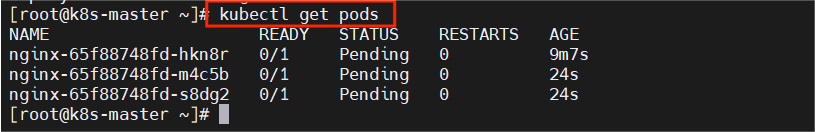 [root@k8s-master ~]# kubectl get pods
NAME READY STATUS RESTARTS AGE
nginx-65f88748fd-hkn8r 0/1 Pending 0 9m7s
nginx-65f88748fd-m4c5b 0/1 Pending 0 24s
nginx-65f88748fd-s8dg2 0/1 Pending 0 24s
[root@k8s-master ~]#